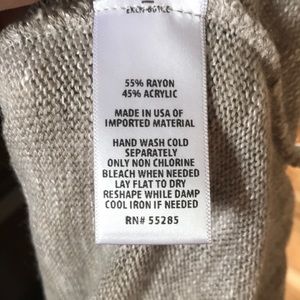 55% RAYON
45% ACRYLIC
MADE IN USA OF
IMPORTED MATERIAL
HAND WASH COLD
SEPARATELY
ONLY NON CHLORINE
BLEACH WHEN NEEDED
LAY FLAT TO DRY
RESHAPE WHILE DAMP
COOL IRON IF NEEDED
RN# 55285